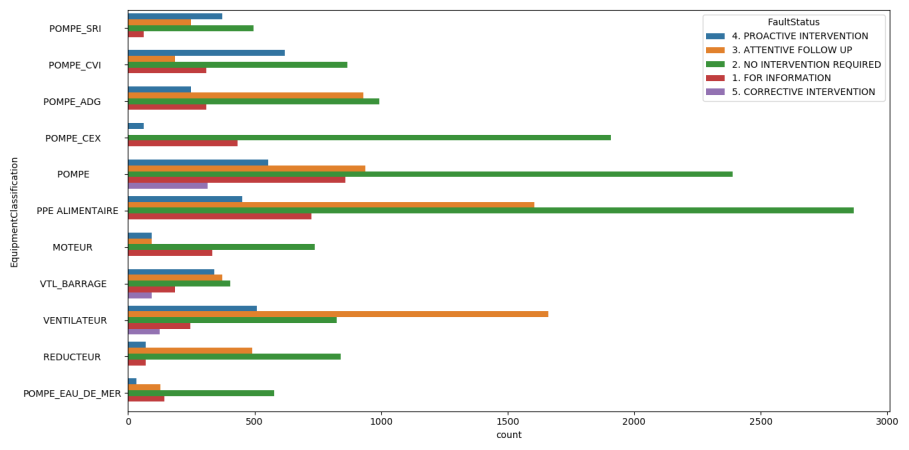 FaultStatus
4. PROACTIVE INTERVENTION
3. ATTENTIVE FOLLOW UP
2. NO INTERVENTION REQUIRED
1. FOR INFORMATION
5. CORRECTIVE INTERVENTION
EquipmentClassification
POMPE_SRI
POMPE_CVI
POMPE_ADG
POMPE_CEX
POMPE
PPE ALIMENTAIRE
MOTEUR
VTL_BARRAGE
VENTILATEUR
REDUCTEUR
POMPE_EAU_DE_MER
0 500 1000 1500 2000 2500 3000
count